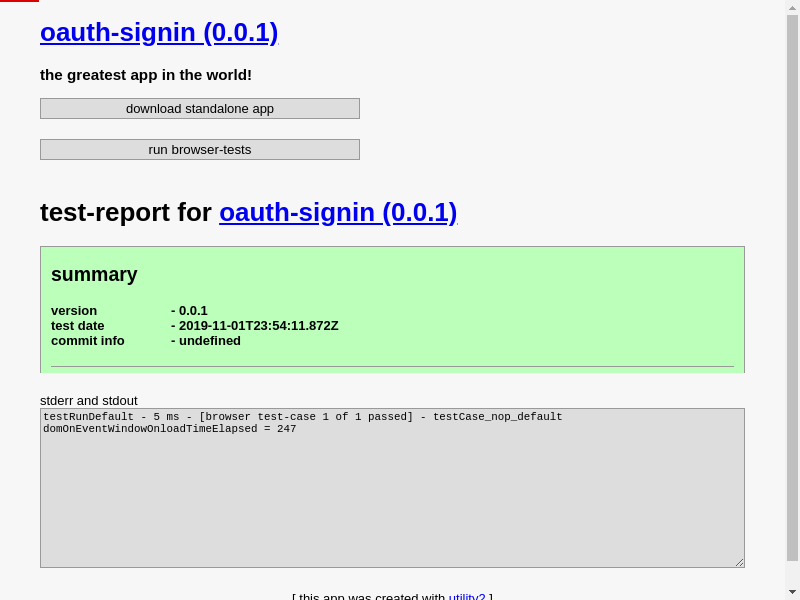 oauth-signin (0.0.1)
the greatest app in the world!
download standalone app
run browser-tests
test-report for oauth-signin (0.0.1)
summary
version - 0.0.1
test date - 2019-11-01T23:54:11.872Z
commit info - undefined
stderr and stdout
testRunDefault - 5 ms - [browser test-case 1 of 1 passed] - testCase_nop_default
domOnEventWindowOnloadTimeElapsed = 247
[ this app was created with utility2 ]